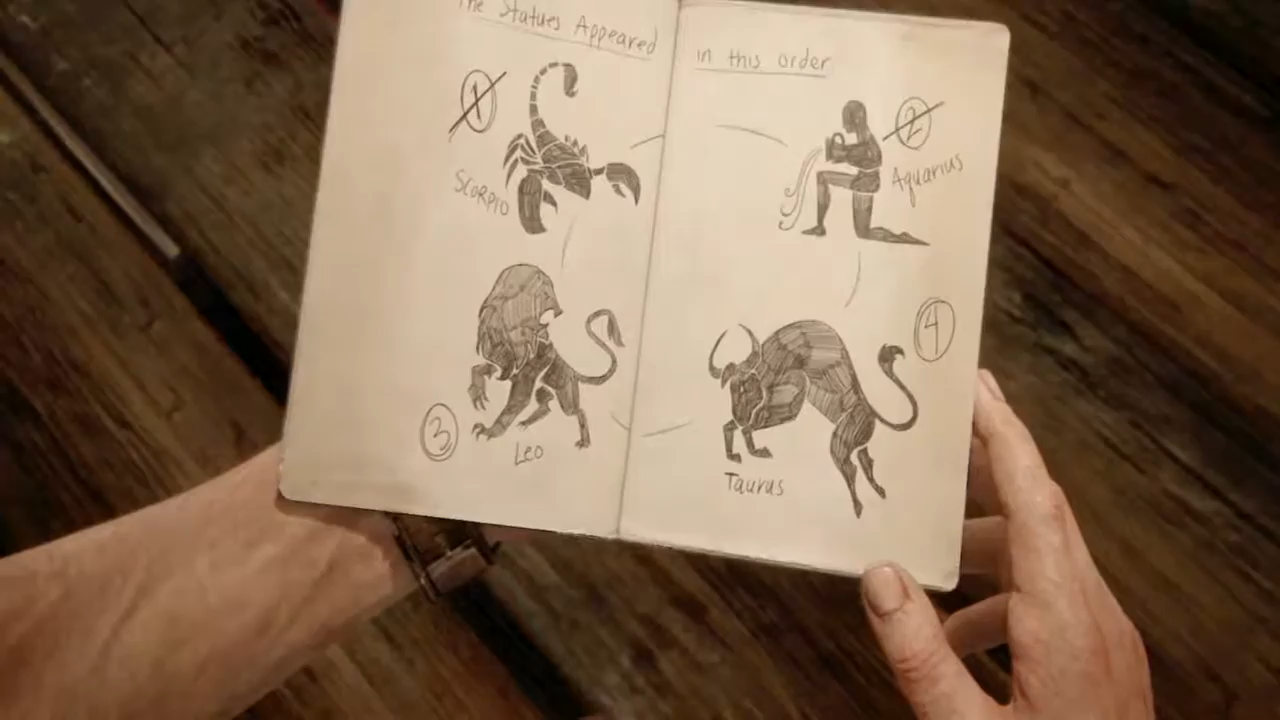 The Statues Appeared
in this order
1
Scorpio
2
Aquarius
3
Leo
4
Taurus